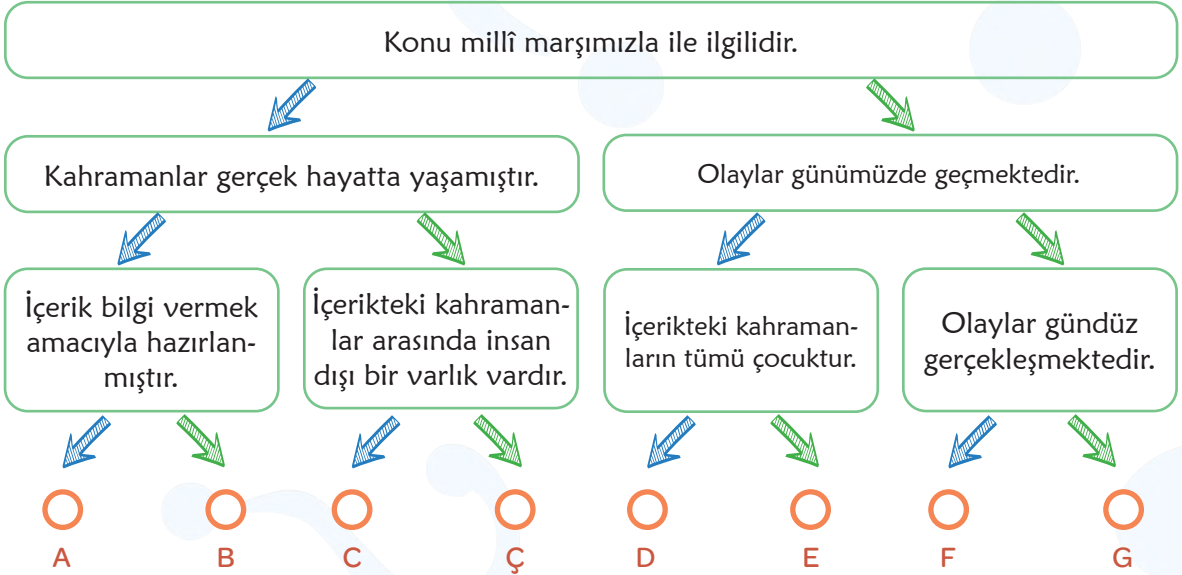 Konu millî marşımızla ile ilgilidir.
Kahramanlar gerçek hayatta yaşamıştır.
Olaylar günümüzde geçmektedir.
İçerik bilgi vermek
amacıyla hazırlan-
mıştır.
İçerikteki kahraman-
lar arasında insan
dışı bir varlık vardır.
İçerikteki kahraman-
ların tümü çocuktur.
Olaylar gündüz
gerçekleşmektedir.
A B C Ç D E F G